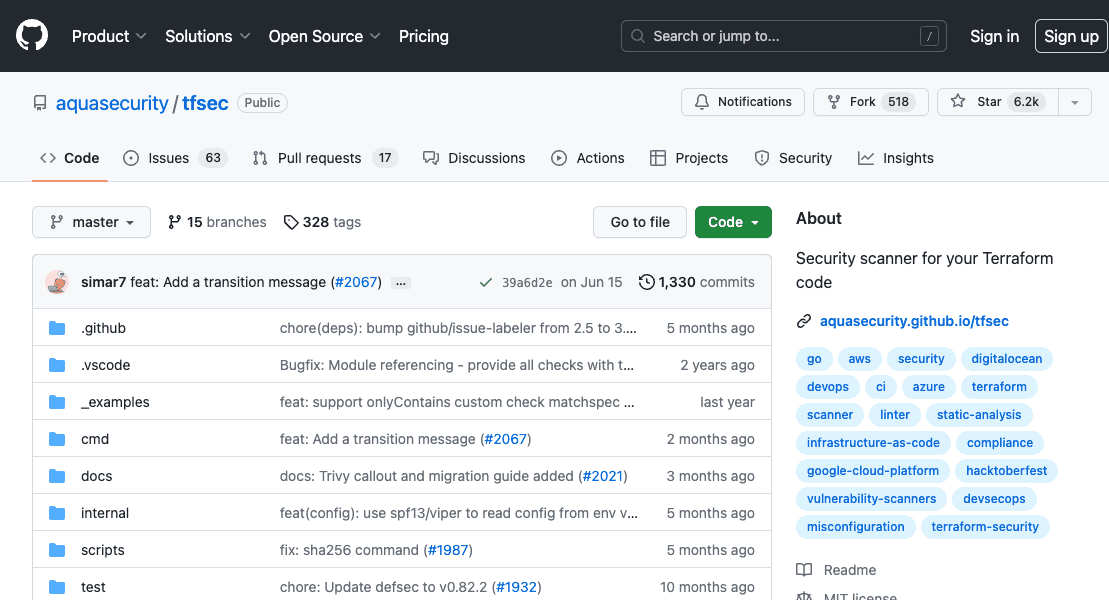 Product Solutions Open Source Pricing Search or jump to... / Sign in Sign up
aquasecurity / tfsec Public Notifications Fork 518 Star 6.2k
Code Issues 63 Pull requests 17 Discussions Actions Projects Security Insights
master 15 branches 328 tags Go to file Code
simar7 feat: Add a transition message (#2067) ... 39a6d2e on Jun 15 1,330 commits
.github chore(deps): bump github/issue-labeler from 2.5 to 3.... 5 months ago
.vscode Bugfix: Module referencing - provide all checks with t... 2 years ago
_examples feat: support onlyContains custom check matchspec ... last year
cmd feat: Add a transition message (#2067) 2 months ago
docs docs: Trivy callout and migration guide added (#2021) 3 months ago
internal feat(config): use spf13/viper to read config from env v... 5 months ago
scripts fix: sha256 command (#1987) 5 months ago
test chore: Update defsec to v0.82.2 (#1932) 10 months ago
About
Security scanner for your Terraform
code
aquasecurity.github.io/tfsec
go aws security digitalocean
devops ci azure terraform
scanner linter static-analysis
infrastructure-as-code compliance
google-cloud-platform hacktoberfest
vulnerability-scanners devsecops
misconfiguration terraform-security
Readme
MIT license